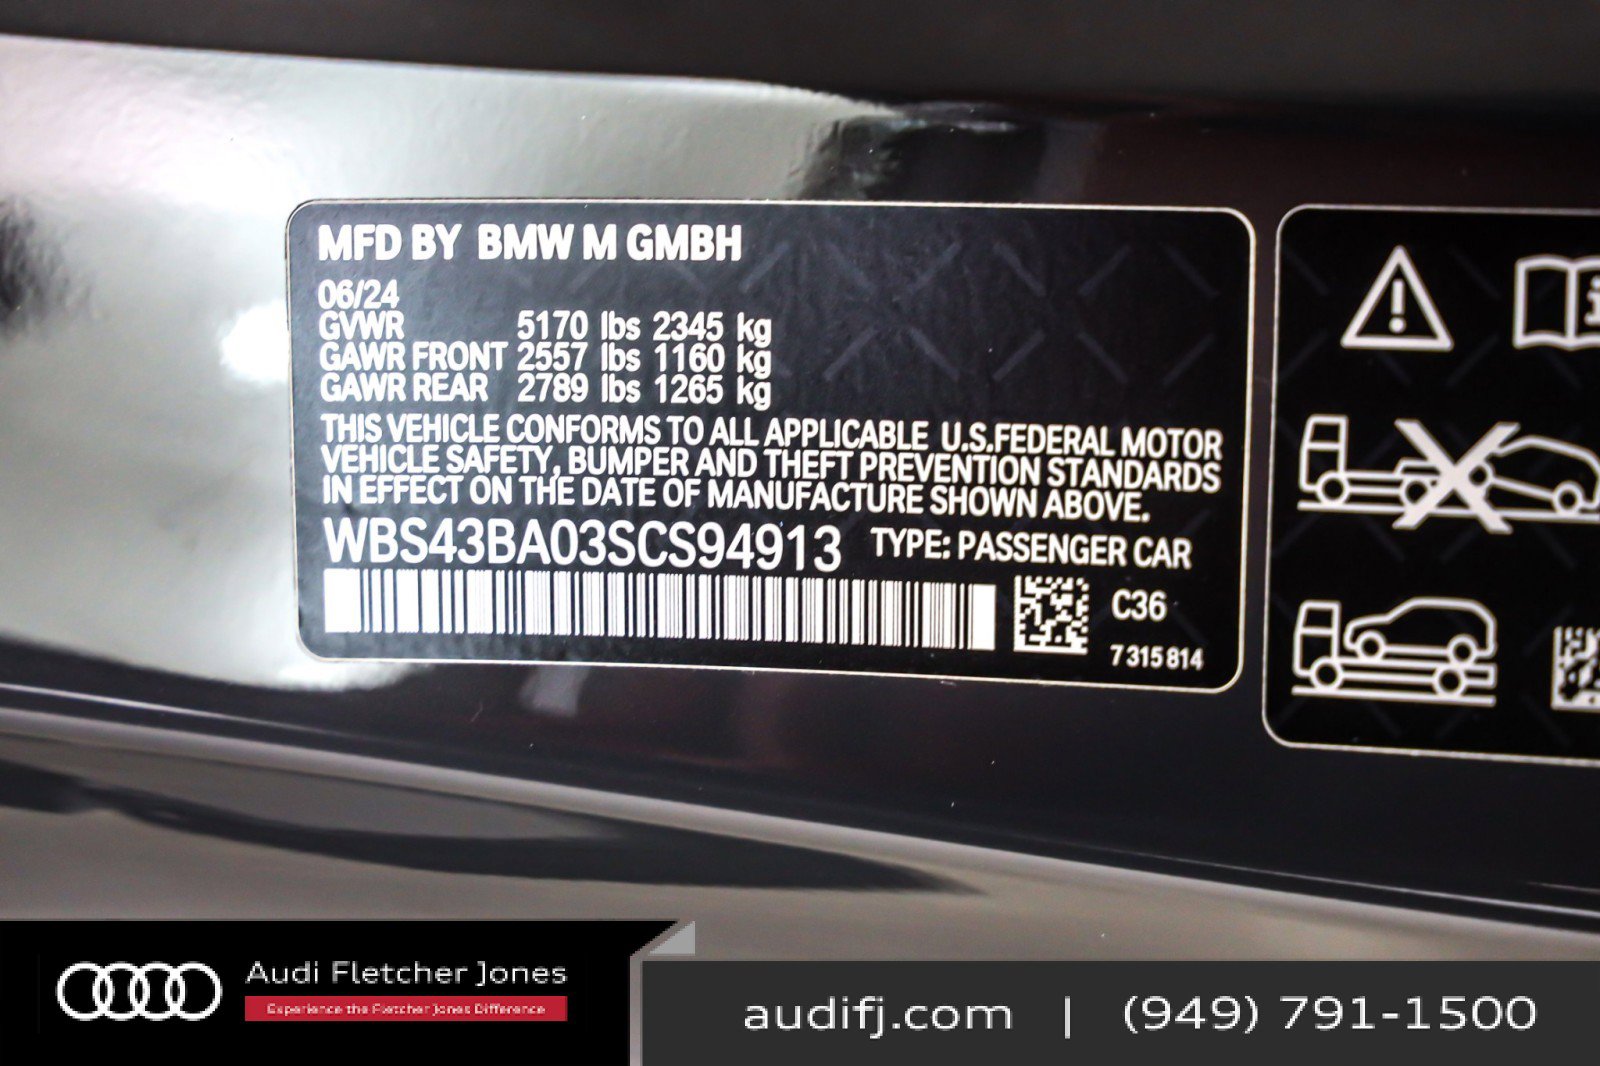 MFD BY BMW M GMBH
06/24
GVWR 5170 lbs 2345 kg
GAWR FRONT 2557 lbs 1160 kg
GAWR REAR 2789 lbs 1265 kg
THIS VEHICLE CONFORMS TO ALL APPLICABLE U.S.FEDERAL MOTOR
VEHICLE SAFETY, BUMPER AND THEFT PREVENTION STANDARDS
IN EFFECT ON THE DATE OF MANUFACTURE SHOWN ABOVE.
WBS43BA03SCS94913 TYPE: PASSENGER CAR
C36
7 315 814
Audi Fletcher Jones
Experience the Fletcher Jones Difference
audifj.com | (949) 791-1500